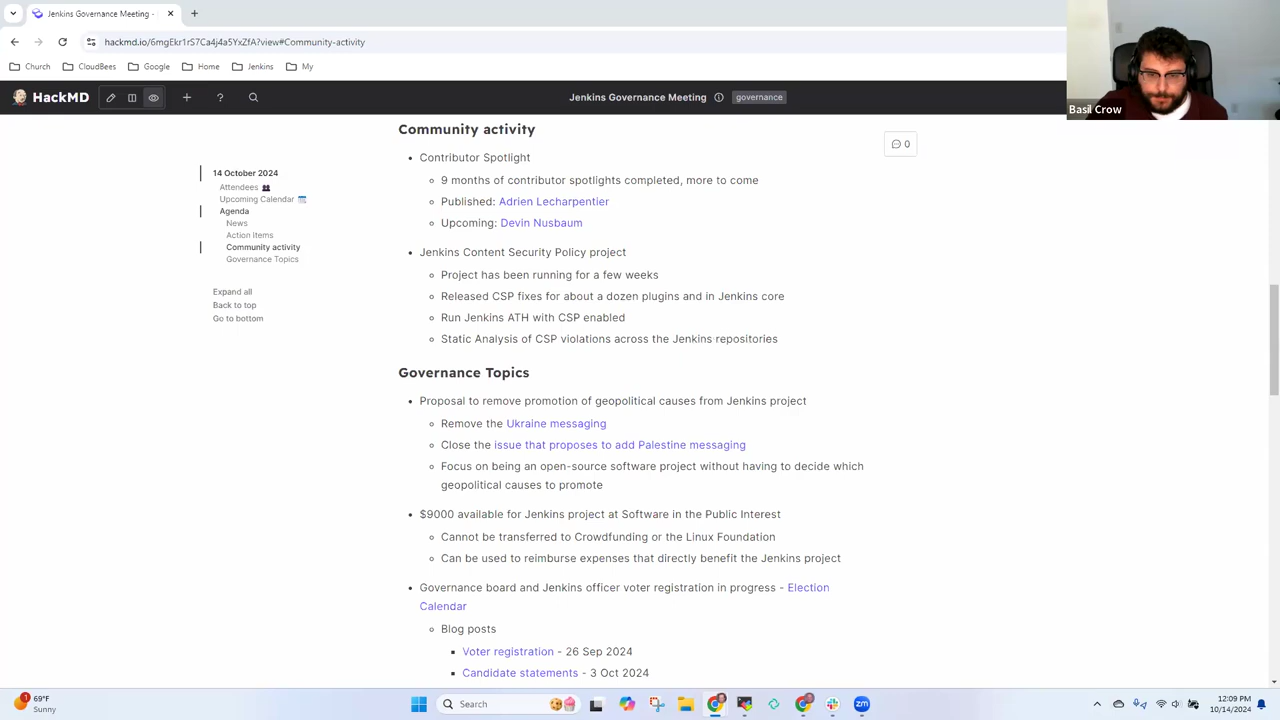 Jenkins Governance Meeting -
hackmd.io/6mgEkr1rS7Ca4j4a5YxZfA?view#Community-activity
Church
CloudBees
Google
Home
Jenkins
My
HackMD
Jenkins Governance Meeting
governance
Basil Crow
14 October 2024
Attendees
Upcoming Calendar
Agenda
News
Action Items
Community activity
Governance Topics
Expand all
Back to top
Go to bottom
Community activity
0
Contributor Spotlight
9 months of contributor spotlights completed, more to come
Published: Adrien Lecharpentier
Upcoming: Devin Nusbaum
Jenkins Content Security Policy project
Project has been running for a few weeks
Released CSP fixes for about a dozen plugins and in Jenkins core
Run Jenkins ATH with CSP enabled
Static Analysis of CSP violations across the Jenkins repositories
Governance Topics
Proposal to remove promotion of geopolitical causes from Jenkins project
Remove the Ukraine messaging
Close the issue that proposes to add Palestine messaging
Focus on being an open-source software project without having to decide which
geopolitical causes to promote
$9000 available for Jenkins project at Software in the Public Interest
Cannot be transferred to Crowdfunding or the Linux Foundation
Can be used to reimburse expenses that directly benefit the Jenkins project
Governance board and Jenkins officer voter registration in progress - Election
Calendar
Blog posts
Voter registration - 26 Sep 2024
Candidate statements - 3 Oct 2024
1
69°F
Sunny
Search
zm
12:09 PM
10/14/2024